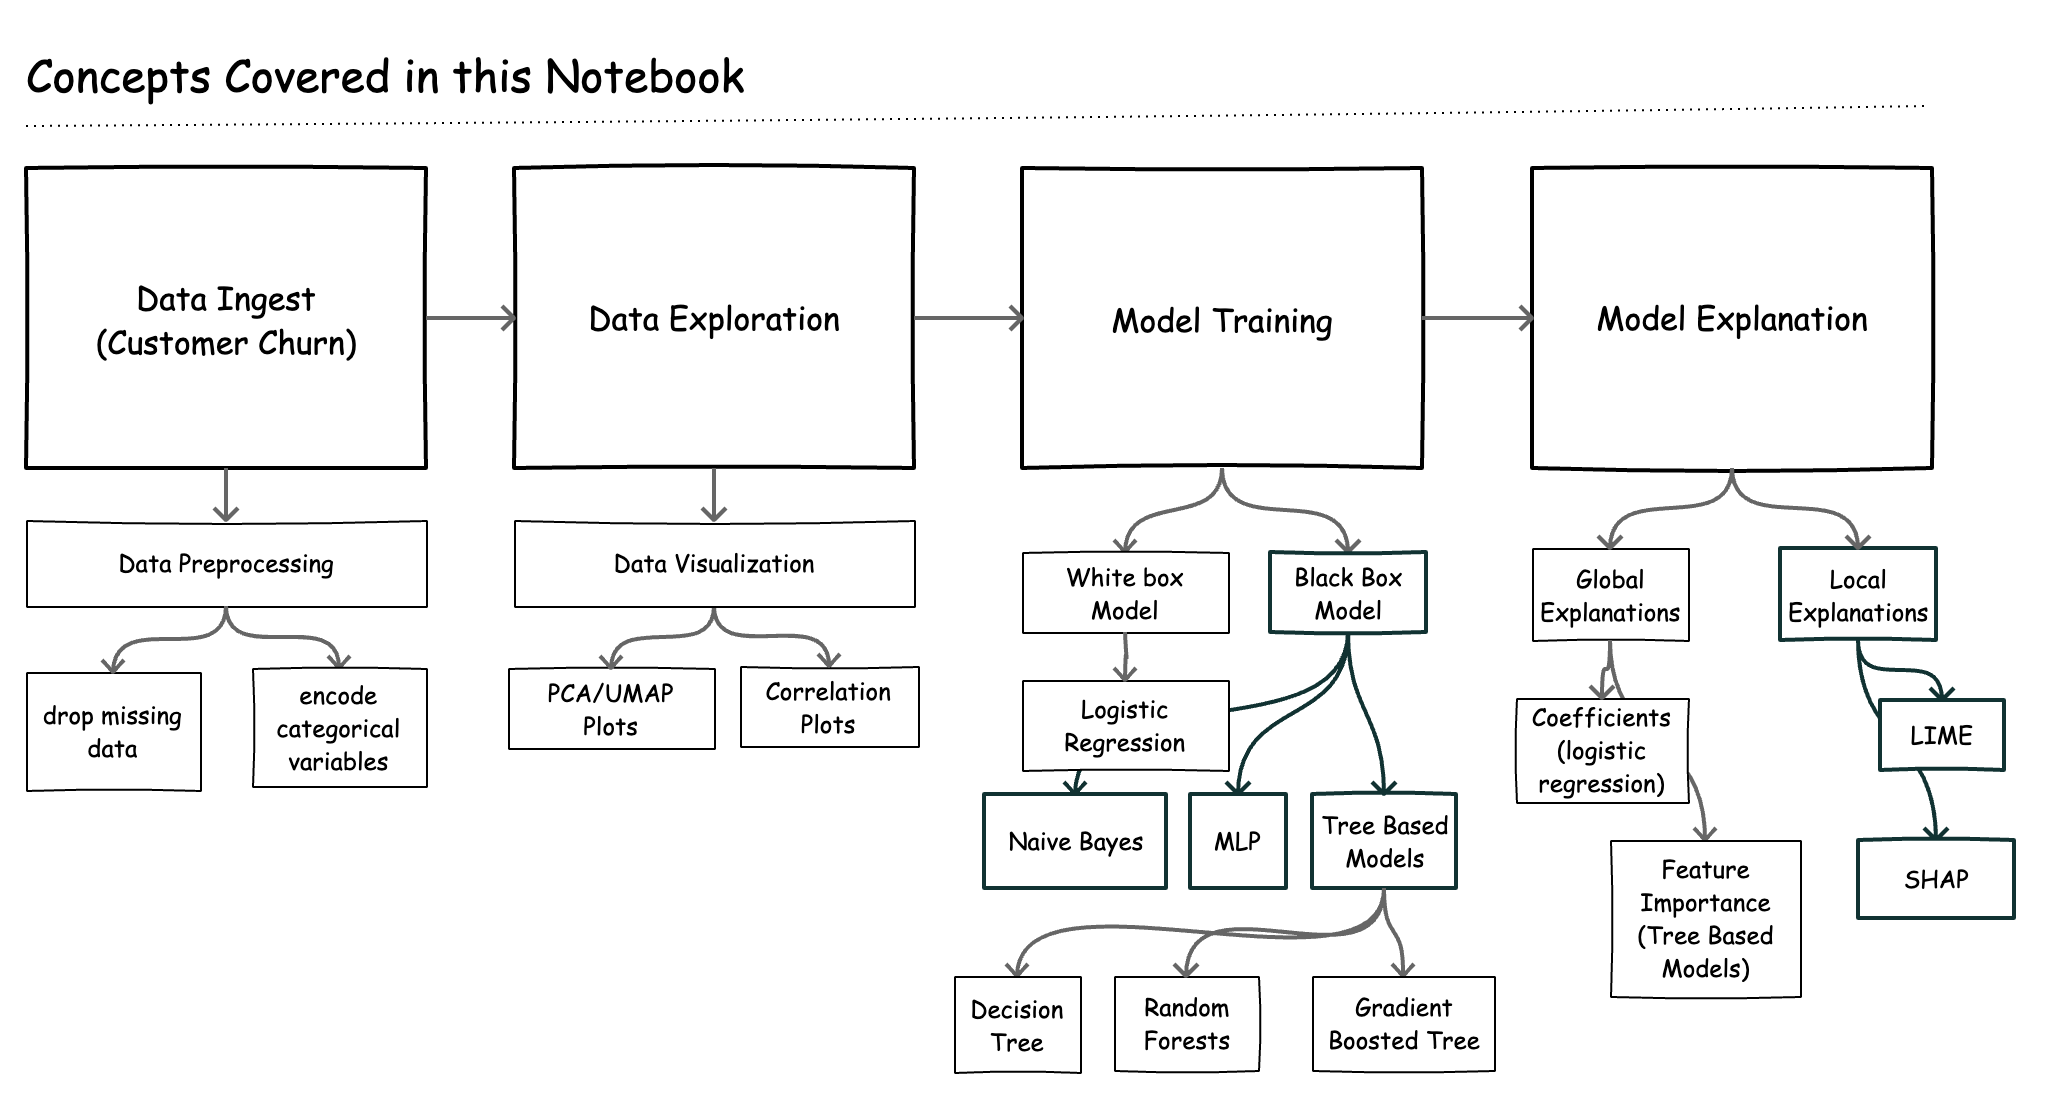 Concepts Covered in this Notebook
Data Ingest
(Customer Churn)
Data Exploration
Model Training
Model Explanation
Data Preprocessing
Data Visualization
White box
Model
Black Box
Model
Global
Explanations
Local
Explanations
drop missing
data
encode
categorical
variables
PCA/UMAP
Plots
Correlation
Plots
Logistic
Regression
Coefficients
(logistic
regression)
LIME
Naive Bayes
MLP
Tree Based
Models
Feature
Importance
(Tree Based
Models)
SHAP
Decision
Tree
Random
Forests
Gradient
Boosted Tree